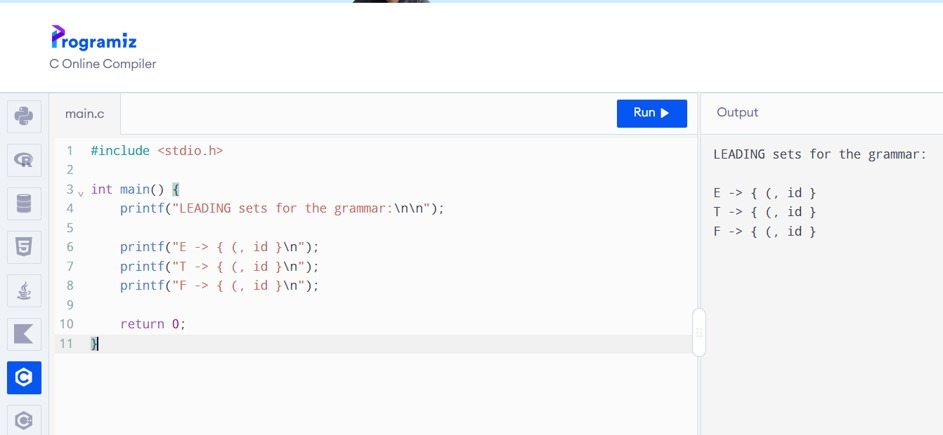 Programiz
C Online Compiler
main.c
Run
Output
1 #include <stdio.h>
2
3 int main() {
4 printf("LEADING sets for the grammar:\n\n");
5
6 printf("E -> { (, id }\n");
7 printf("T -> { (, id }\n");
8 printf("F -> { (, id }\n");
9
10 return 0;
11 }
LEADING sets for the grammar:
E -> { (, id }
T -> { (, id }
F -> { (, id }